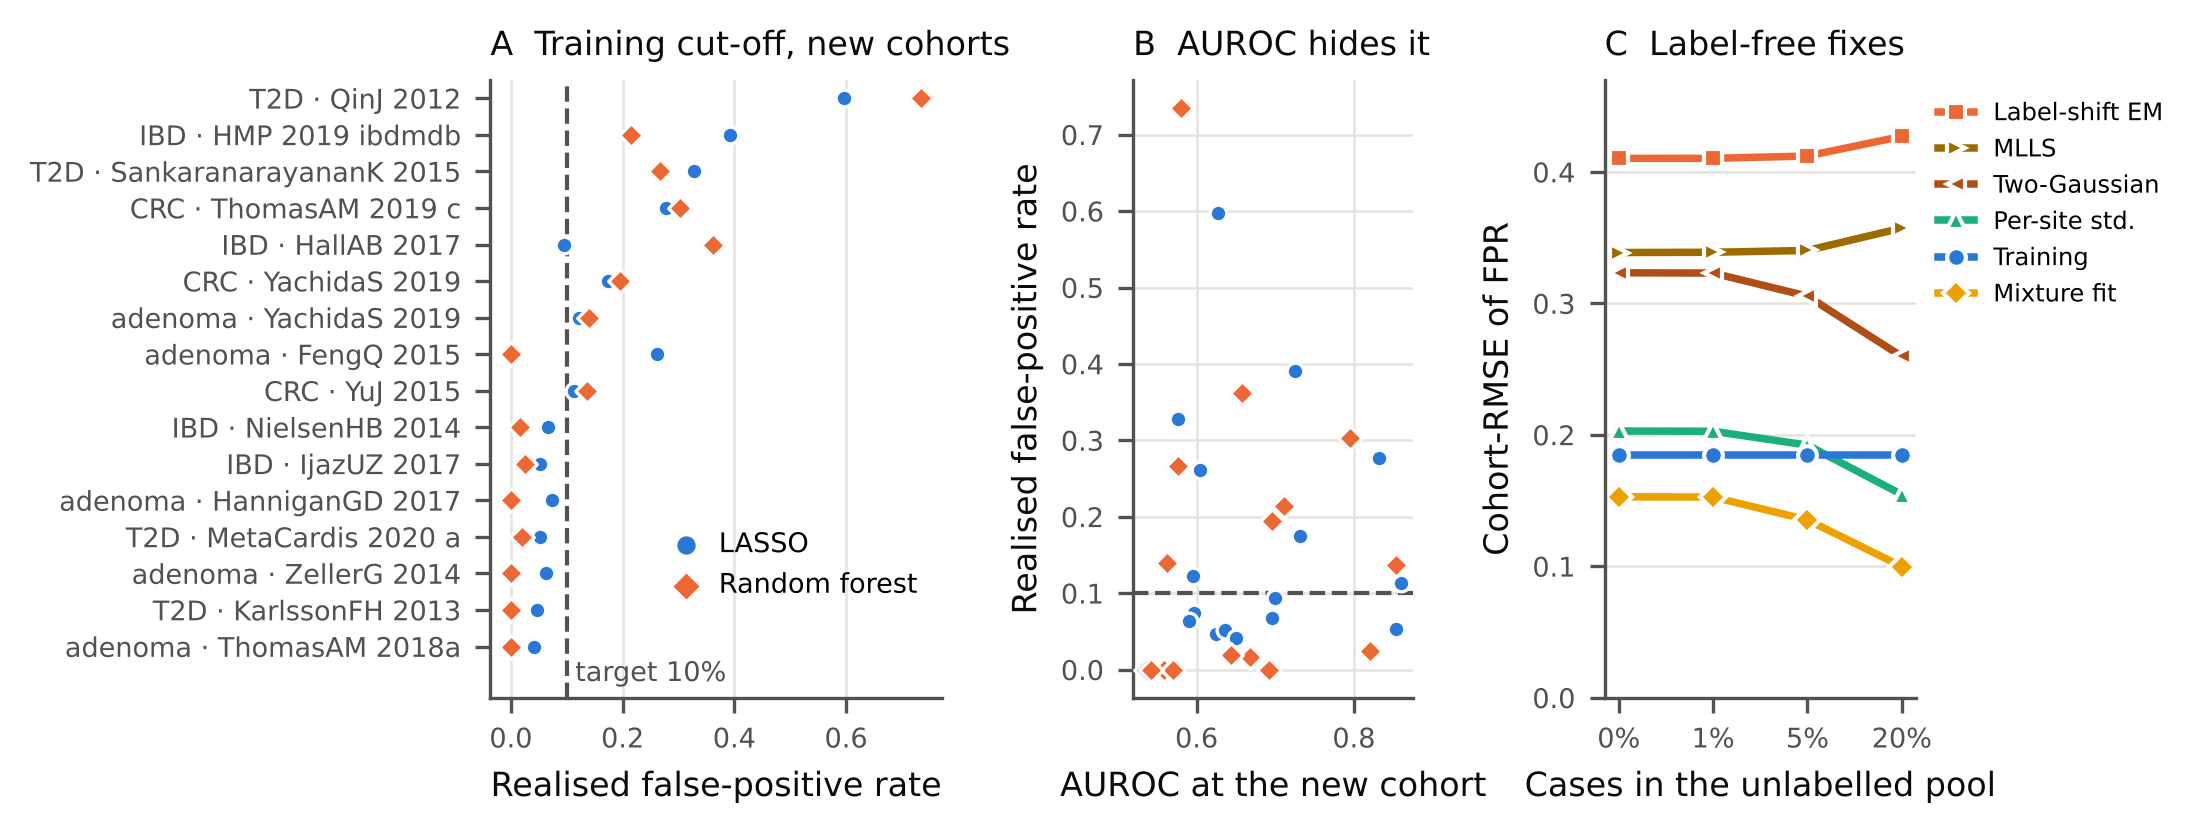 A Training cut-off, new cohorts
T2D · QinJ 2012
IBD · HMP 2019 ibdmdb
T2D · SankaranarayananK 2015
CRC · ThomasAM 2019 c
IBD · HallAB 2017
CRC · YachidaS 2019
adenoma · YachidaS 2019
adenoma · FengQ 2015
CRC · YuJ 2015
IBD · NielsenHB 2014
IBD · IjazUZ 2017
adenoma · HanniganGD 2017
T2D · MetaCardis 2020 a
adenoma · ZellerG 2014
T2D · KarlssonFH 2013
adenoma · ThomasAM 2018a
LASSO
Random forest
target 10%
0.0 0.2 0.4 0.6
Realised false-positive rate
B AUROC hides it
Realised false-positive rate
0.7
0.6
0.5
0.4
0.3
0.2
0.1
0.0
0.6 0.8
AUROC at the new cohort
C Label-free fixes
Cohort-RMSE of FPR
0.4
0.3
0.2
0.1
0.0
0% 1% 5% 20%
Cases in the unlabelled pool
Label-shift EM
MLLS
Two-Gaussian
Per-site std.
Training
Mixture fit